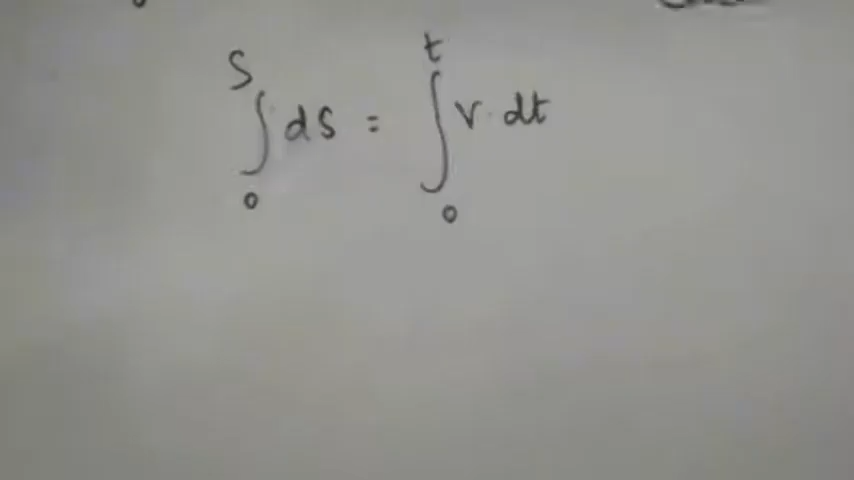 ∫₀ˢ ds = ∫₀ᵗ v dt